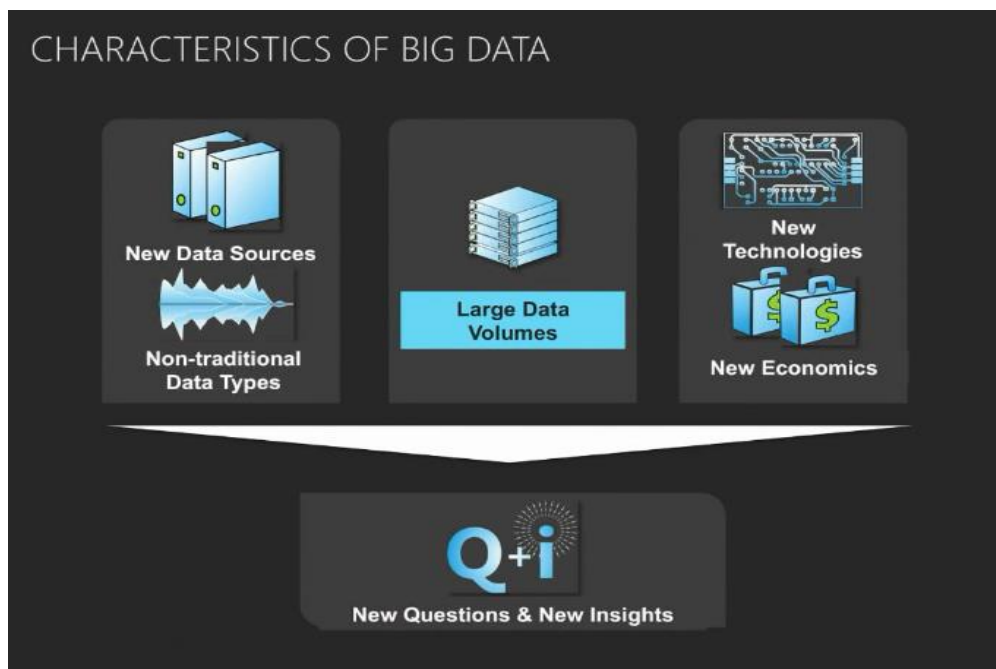 CHARACTERISTICS OF BIG DATA
New Data Sources
Non-traditional
Data Types
Large Data
Volumes
New
Technologies
$
$
New Economics
Q+i
New Questions & New Insights